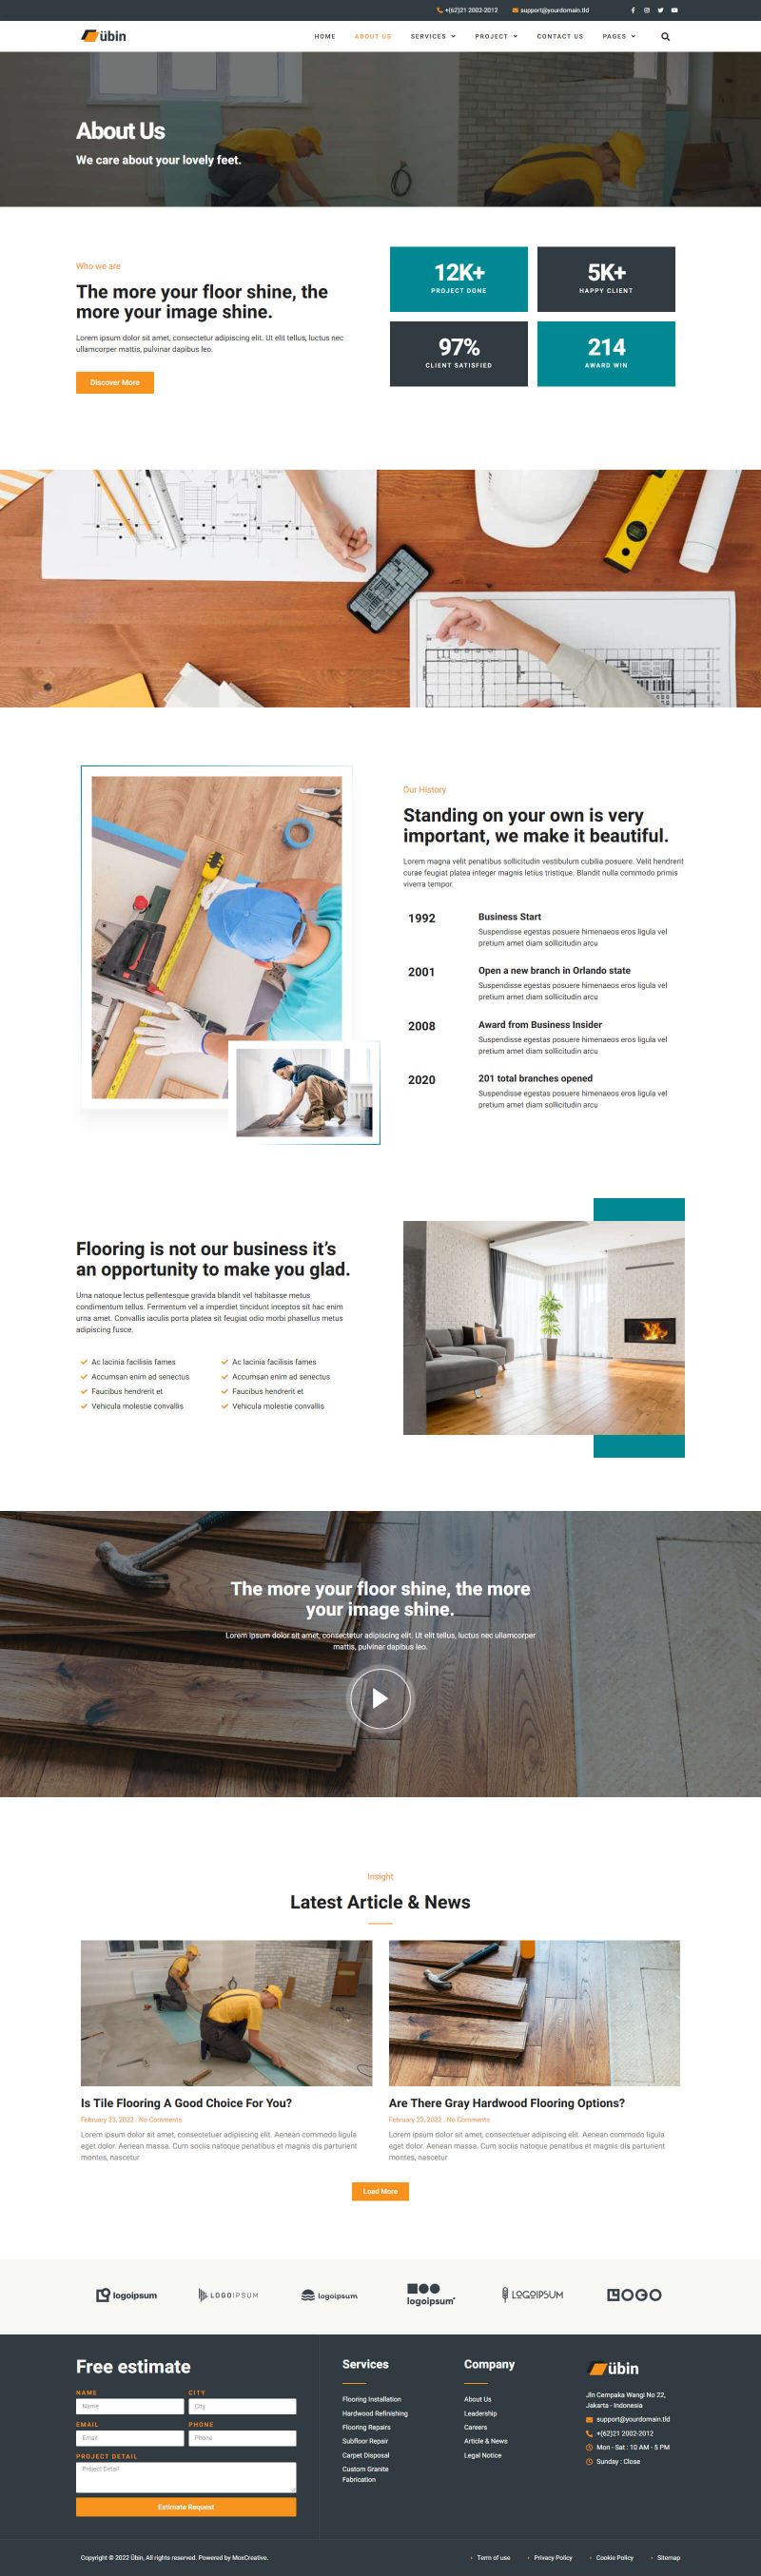 +(62)21 2002-2012 support@yourdomain.tld
übin HOME ABOUT US SERVICES PROJECT CONTACT US PAGES
About Us
We care about your lovely feet.
Who we are
The more your floor shine, the
more your image shine.
Lorem ipsum dolor sit amet, consectetur adipiscing elit. Ut elit tellus, luctus nec
ullamcorper mattis, pulvinar dapibus leo.
Discover More
12K+
PROJECT DONE
5K+
HAPPY CLIENT
97%
CLIENT SATISFIED
214
AWARD WIN
Our History
Standing on your own is very
important, we make it beautiful.
Lorem magna velit penatibus sollicitudin vestibulum cubilia posuere. Velit hendrerit
curae feugiat platea integer magnis letius tristique. Blandit nulla commodo primis
viverra tempor.
1992 Business Start
Suspendisse egestas posuere himenaeos eros ligula vel
pretium amet diam sollicitudin arcu
2001 Open a new branch in Orlando state
Suspendisse egestas posuere himenaeos eros ligula vel
pretium amet diam sollicitudin arcu
2008 Award from Business Insider
Suspendisse egestas posuere himenaeos eros ligula vel
pretium amet diam sollicitudin arcu
2020 201 total branches opened
Suspendisse egestas posuere himenaeos eros ligula vel
pretium amet diam sollicitudin arcu
Flooring is not our business it's
an opportunity to make you glad.
Urna natoque lectus pellentesque gravida blandit vel habitasse metus
condimentum tellus. Fermentum vel a imperdiet tincidunt inceptos sit hac enim
urna amet. Convallis iaculis porta platea sit feugiat odio morbi phasellus metus
adipiscing fusce.
Ac lacinia facilisis fames Ac lacinia facilisis fames
Accumsan enim ad senectus Accumsan enim ad senectus
Faucibus hendrerit et Faucibus hendrerit et
Vehicula molestie convallis Vehicula molestie convallis
The more your floor shine, the more
your image shine.
Lorem ipsum dolor sit amet, consectetur adipiscing elit. Ut elit tellus, luctus nec ullamcorper
mattis, pulvinar dapibus leo.
Insight
Latest Article & News
Is Tile Flooring A Good Choice For You?
February 23, 2022 . No Comments
Lorem ipsum dolor sit amet, consectetuer adipiscing elit. Aenean commodo ligula
eget dolor. Aenean massa. Cum sociis natoque penatibus et magnis dis parturient
montes, nascetur
Are There Gray Hardwood Flooring Options?
February 23, 2022 . No Comments
Lorem ipsum dolor sit amet, consectetuer adipiscing elit. Aenean commodo ligula
eget dolor. Aenean massa. Cum sociis natoque penatibus et magnis dis parturient
montes, nascetur
Load More
logoipsum LOGOIPSUM logoipsum logoipsum LOGOIPSUM LOGO
Free estimate
NAME CITY
Name City
EMAIL PHONE
Email Phone
PROJECT DETAIL
Project Detail
Estimate Request
Services
Flooring Installation
Hardwood Refinishing
Flooring Repairs
Subfloor Repair
Carpet Disposal
Custom Granite
Fabrication
Company
About Us
Leadership
Careers
Article & News
Legal Notice
übin
Jln Cempaka Wangi No 22,
Jakarta - Indonesia
support@yourdomain.tld
+(62)21 2002-2012
Mon - Sat : 10 AM - 5 PM
Sunday : Close
Copyright © 2022 Übin, All rights reserved. Powered by MoxCreative.
Term of use Privacy Policy Cookie Policy Sitemap